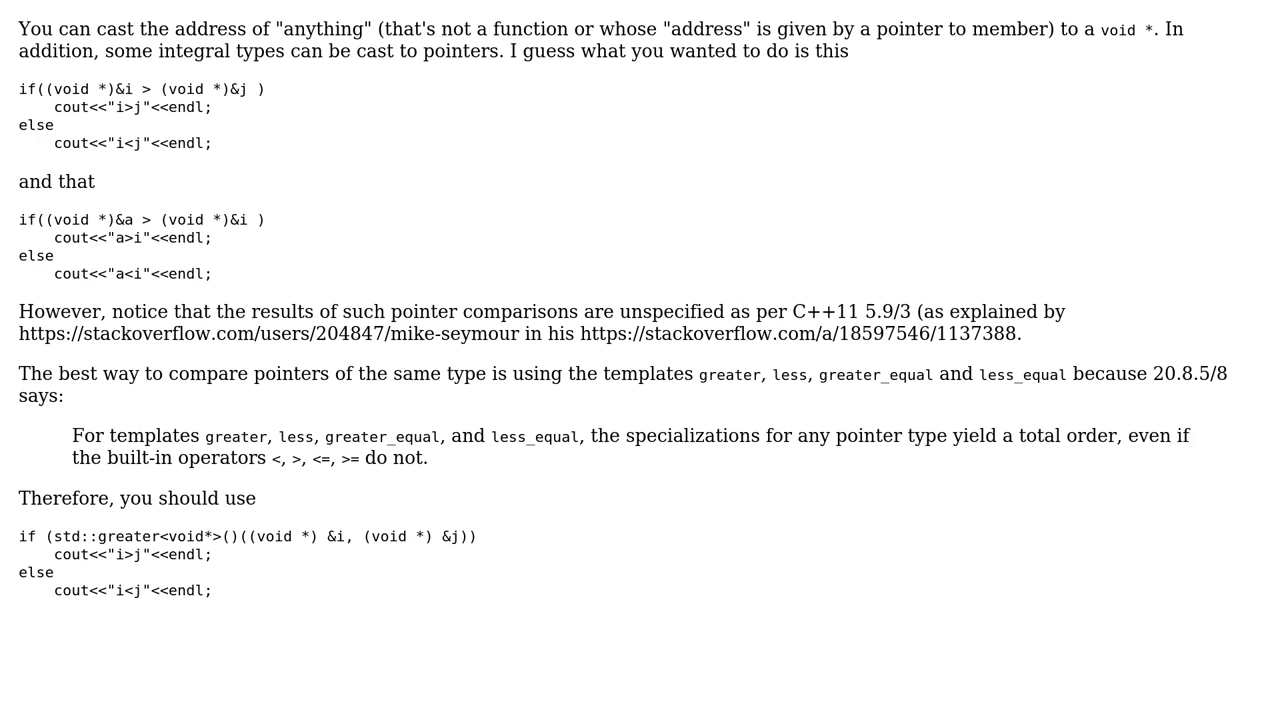 You can cast the address of "anything" (that's not a function or whose "address" is given by a pointer to member) to a void *. In
addition, some integral types can be cast to pointers. I guess what you wanted to do is this
if((void *)&i > (void *)&j )
    cout<<"i>j"<<endl;
else
    cout<<"i<j"<<endl;
and that
if((void *)&a > (void *)&i )
    cout<<"a>i"<<endl;
else
    cout<<"a<i"<<endl;
However, notice that the results of such pointer comparisons are unspecified as per C++11 5.9/3 (as explained by
https://stackoverflow.com/users/204847/mike-seymour in his https://stackoverflow.com/a/18597546/1137388.
The best way to compare pointers of the same type is using the templates greater, less, greater_equal and less_equal because 20.8.5/8
says:
For templates greater, less, greater_equal, and less_equal, the specializations for any pointer type yield a total order, even if
the built-in operators <, >, <=, >= do not.
Therefore, you should use
if (std::greater<void*>()((void *) &i, (void *) &j))
    cout<<"i>j"<<endl;
else
    cout<<"i<j"<<endl;